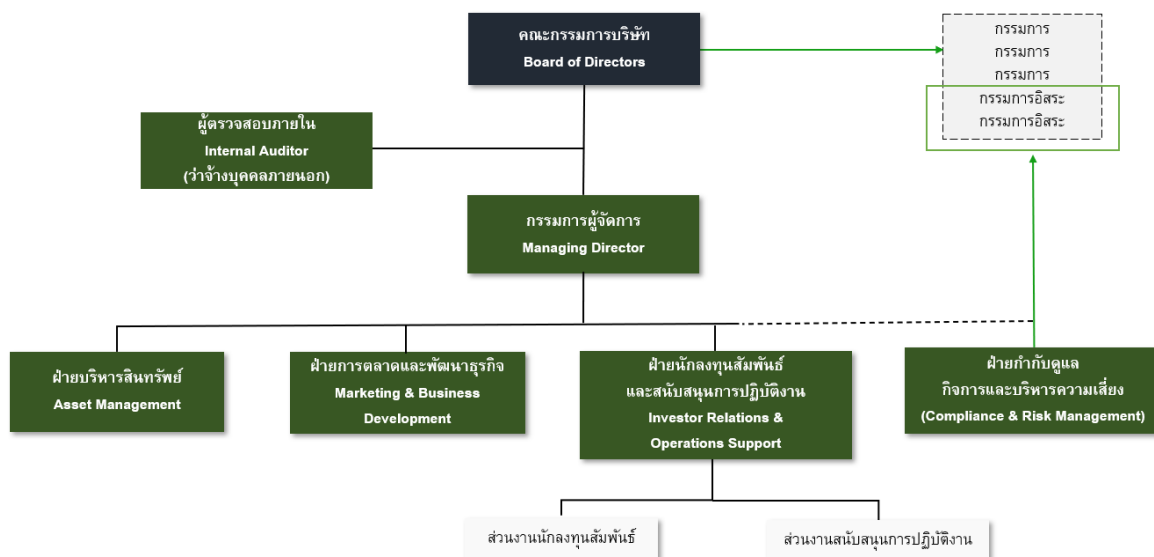 คณะกรรมการบริษัท
Board of Directors
กรรมการ
กรรมการ
กรรมการ
กรรมการอิสระ
กรรมการอิสระ
ผู้ตรวจสอบภายใน
Internal Auditor
(ว่าจ้างบุคคลภายนอก)
กรรมการผู้จัดการ
Managing Director
ฝ่ายบริหารสินทรัพย์
Asset Management
ฝ่ายการตลาดและพัฒนาธุรกิจ
Marketing & Business
Development
ฝ่ายนักลงทุนสัมพันธ์
และสนับสนุนการปฏิบัติงาน
Investor Relations &
Operations Support
ฝ่ายกำกับดูแล
กิจการและบริหารความเสี่ยง
(Compliance & Risk Management)
ส่วนงานนักลงทุนสัมพันธ์
ส่วนงานสนับสนุนการปฏิบัติงาน